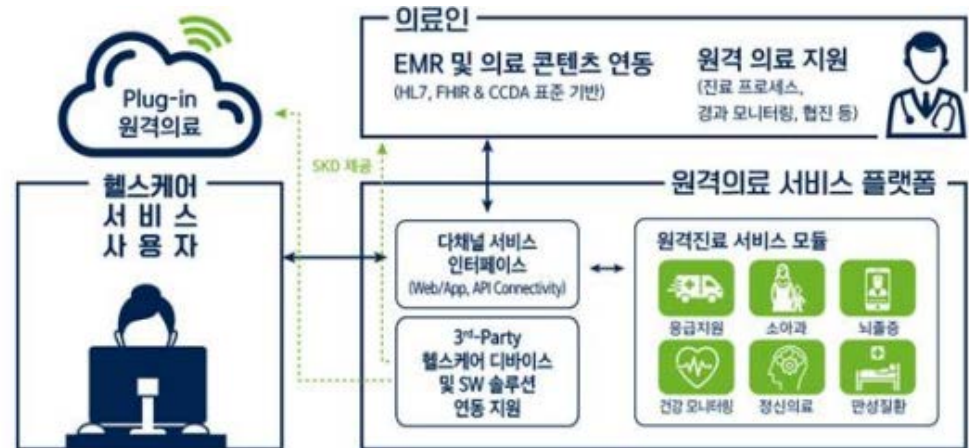 Plug-in
원격의료
의료인
EMR 및 의료 콘텐츠 연동
(HL7, FHIR & CCDA 표준 기반)
원격 의료 지원
(진료 프로세스,
경과 모니터링, 협진 등)
SKD 제공
헬스케어
서비스
사용자
원격의료 서비스 플랫폼
다채널 서비스
인터페이스
(Web/App, API Connectivity)
3rd-Party
헬스케어 디바이스
및 SW 솔루션
연동 지원
원격진료 서비스 모듈
응급지원
소아과
뇌졸중
건강 모니터링
정신의료
만성질환